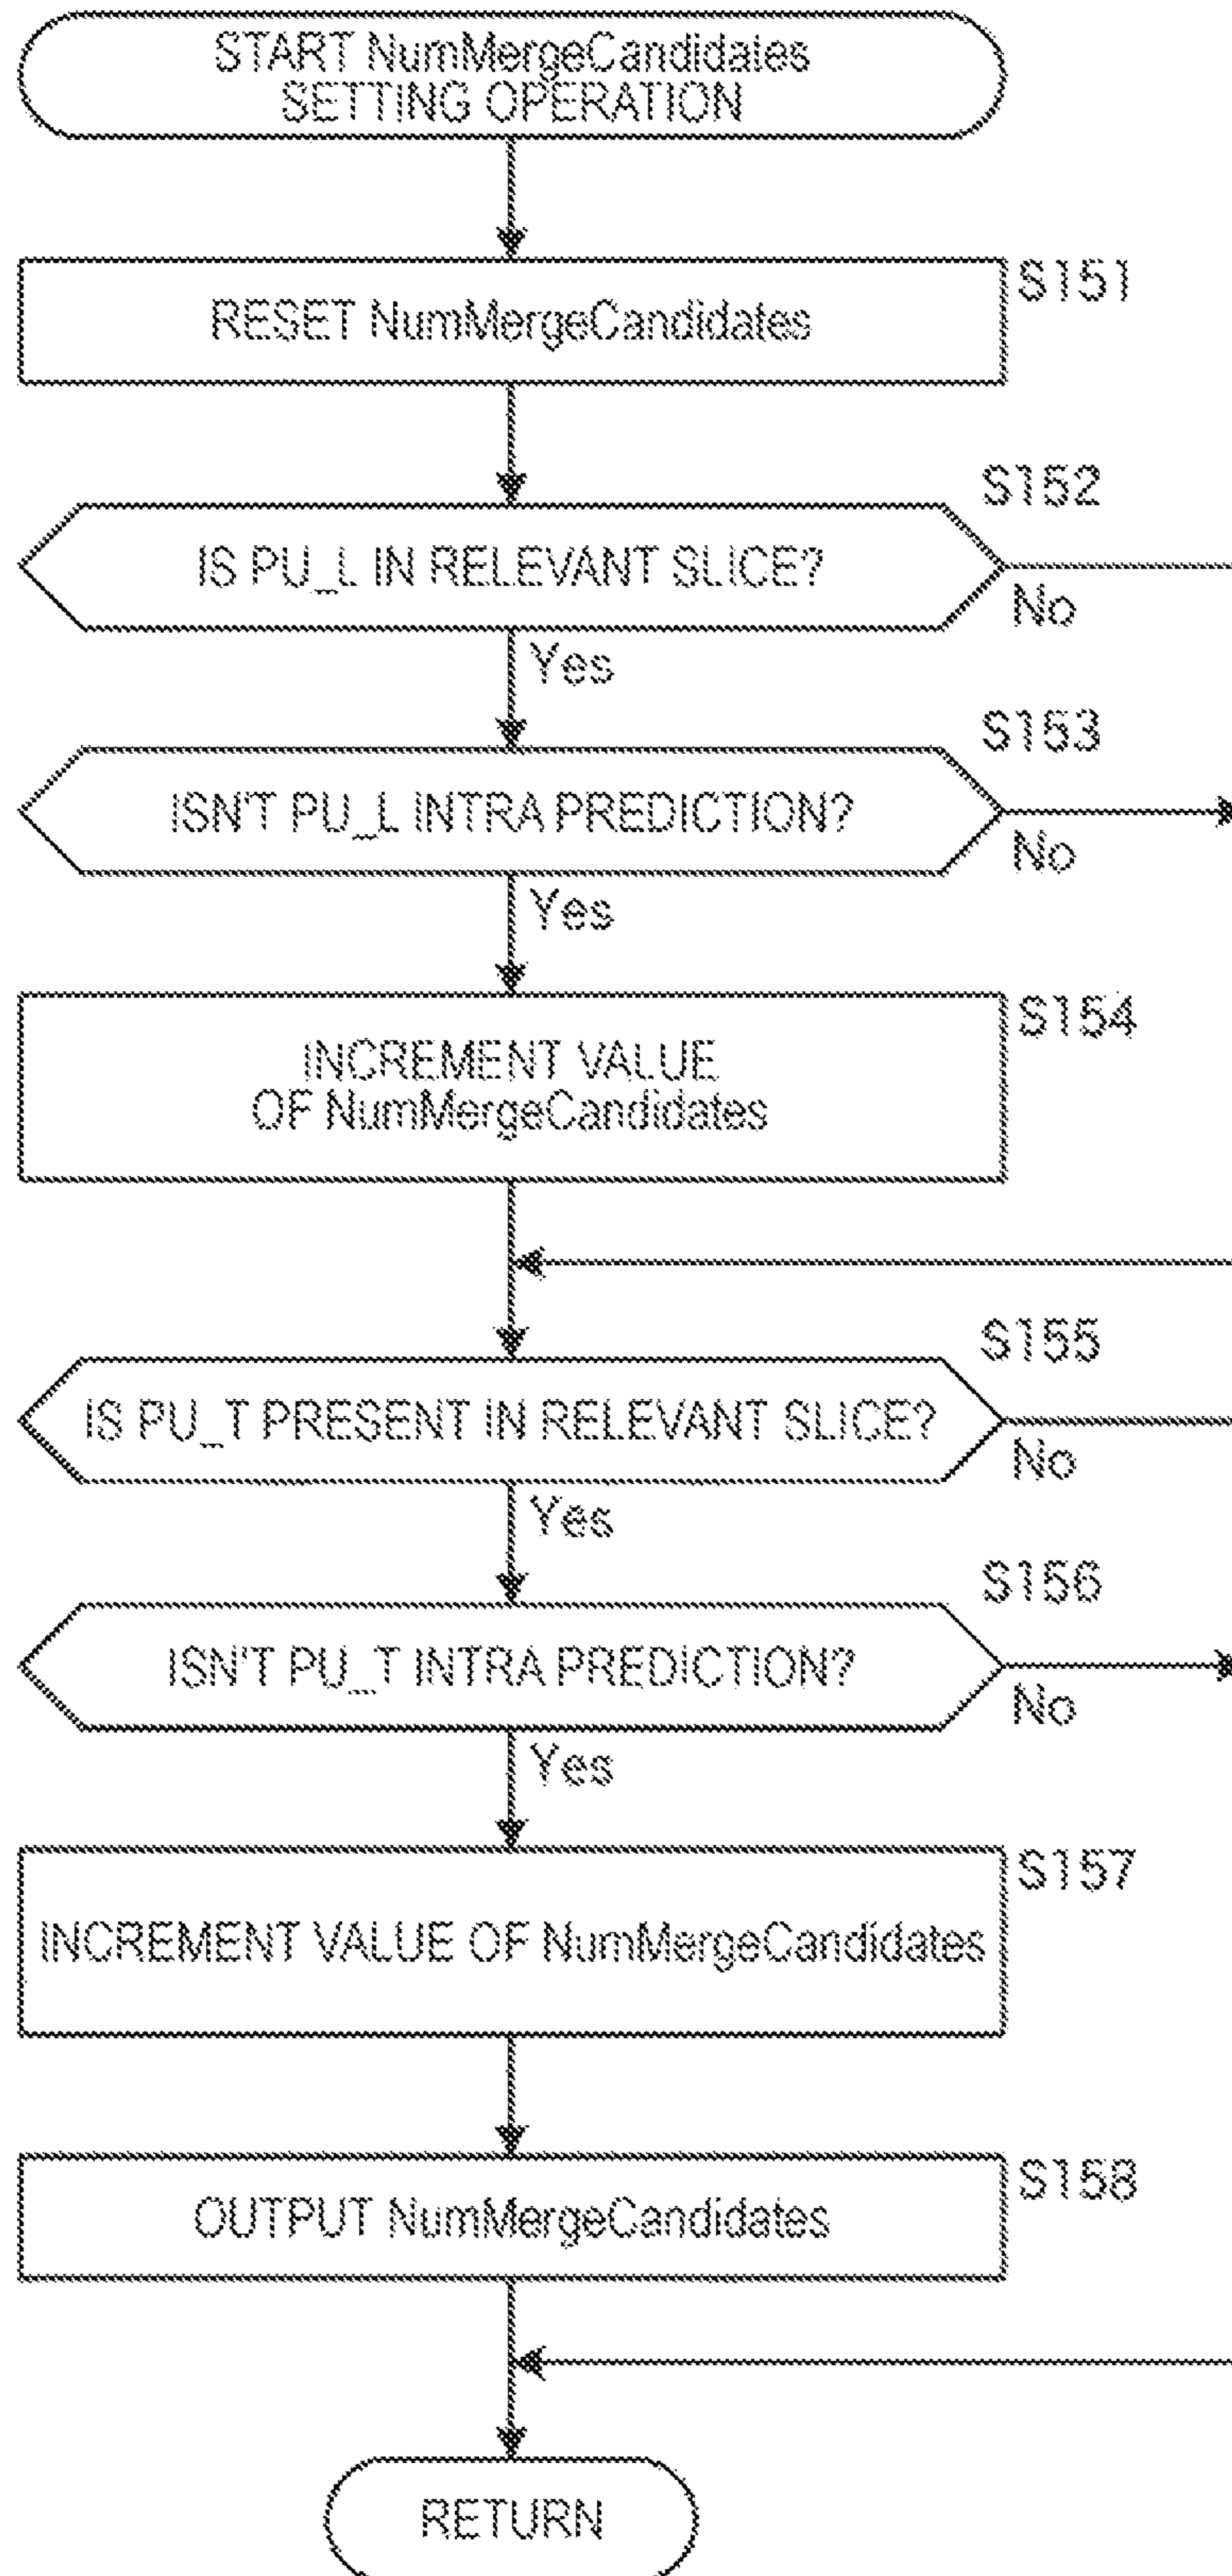 START NumMergeCandidates
SETTING OPERATION
RESET NumMergeCandidates
S151
S152
IS PU_L IN RELEVANT SLICE?
No
Yes
S153
ISN'T PU_L INTRA PREDICTION?
No
Yes
S154
INCREMENT VALUE
OF NumMergeCandidates
S155
IS PU_T PRESENT IN RELEVANT SLICE?
No
Yes
S156
ISN'T PU_T INTRA PREDICTION?
No
Yes
S157
INCREMENT VALUE OF NumMergeCandidates
S158
OUTPUT NumMergeCandidates
RETURN